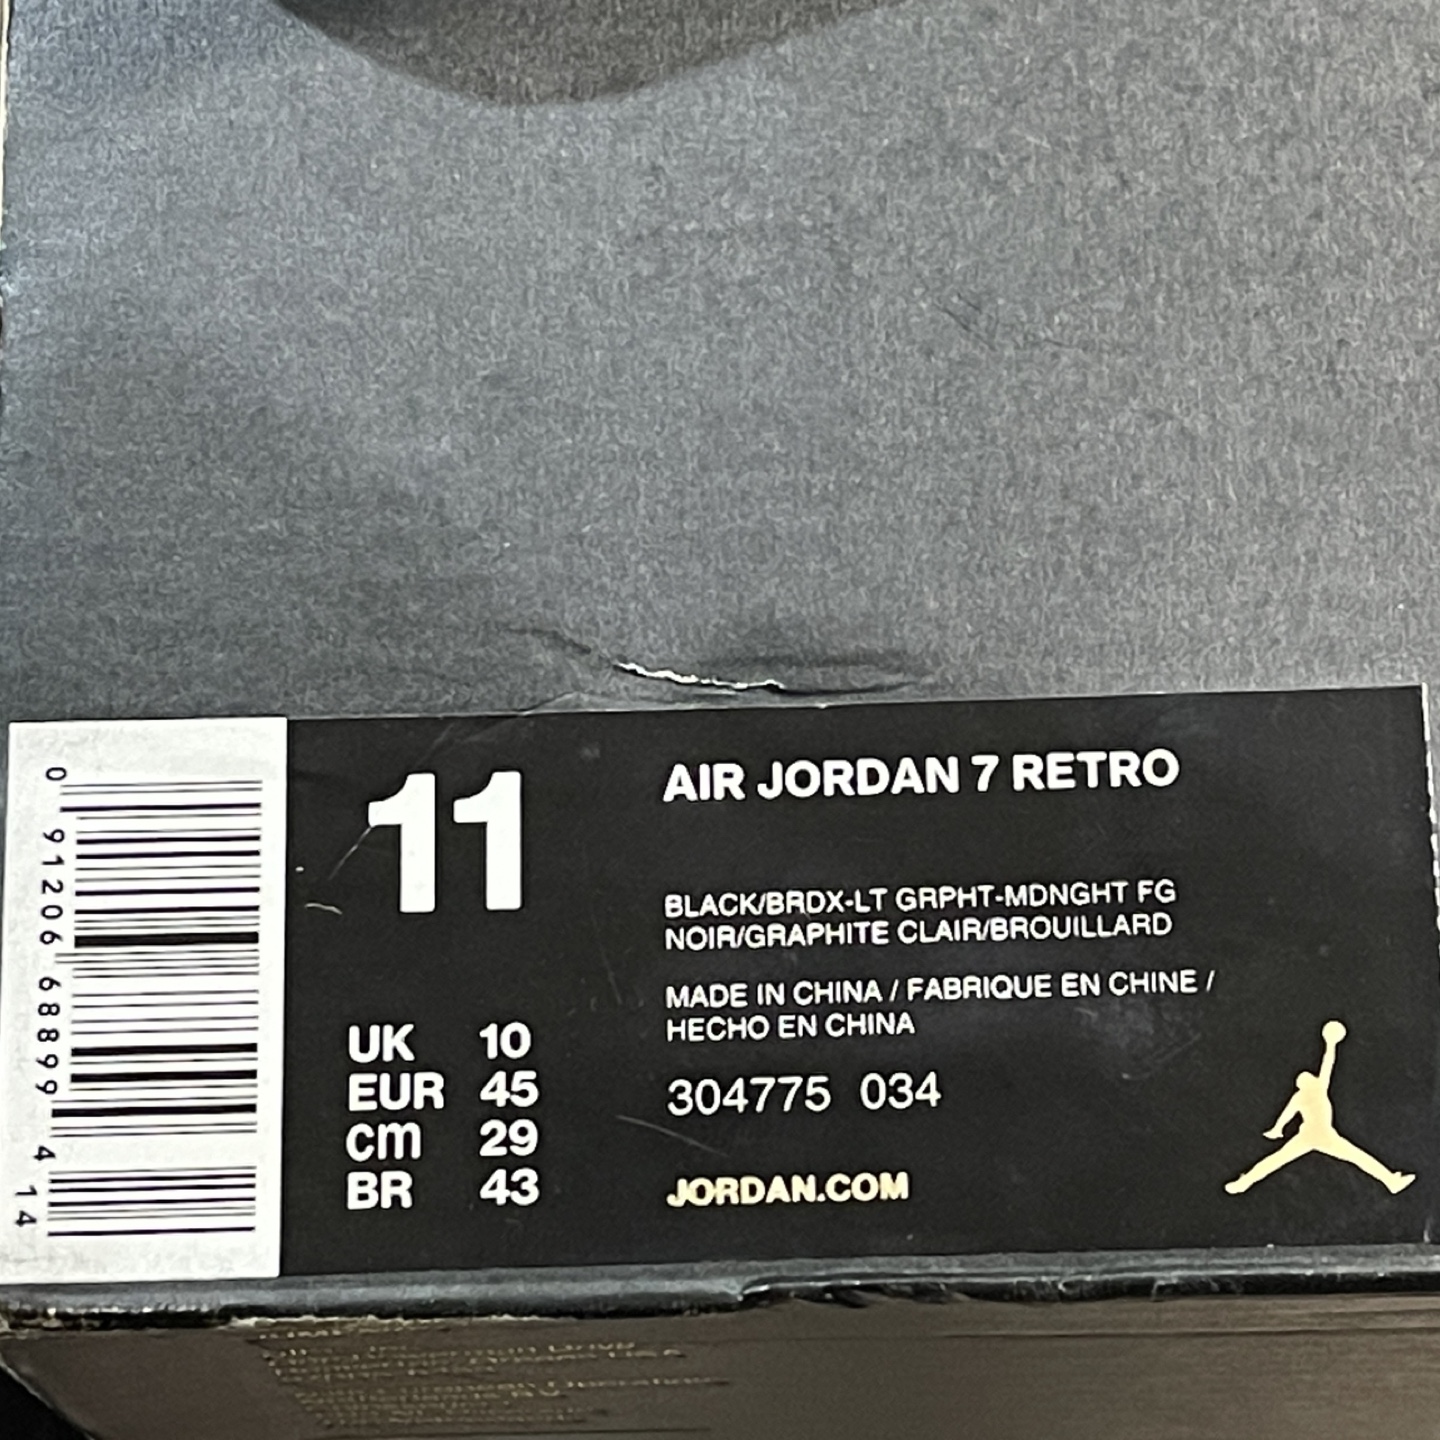 11
AIR JORDAN 7 RETRO
BLACK/BRDX-LT GRPHT-MDNGHT FG
NOIR/GRAPHITE CLAIR/BROUILLARD
MADE IN CHINA / FABRIQUE EN CHINE /
HECHO EN CHINA
UK 10
EUR 45
cm 29
BR 43
304775 034
JORDAN.COM
0 91206 68899 4 14